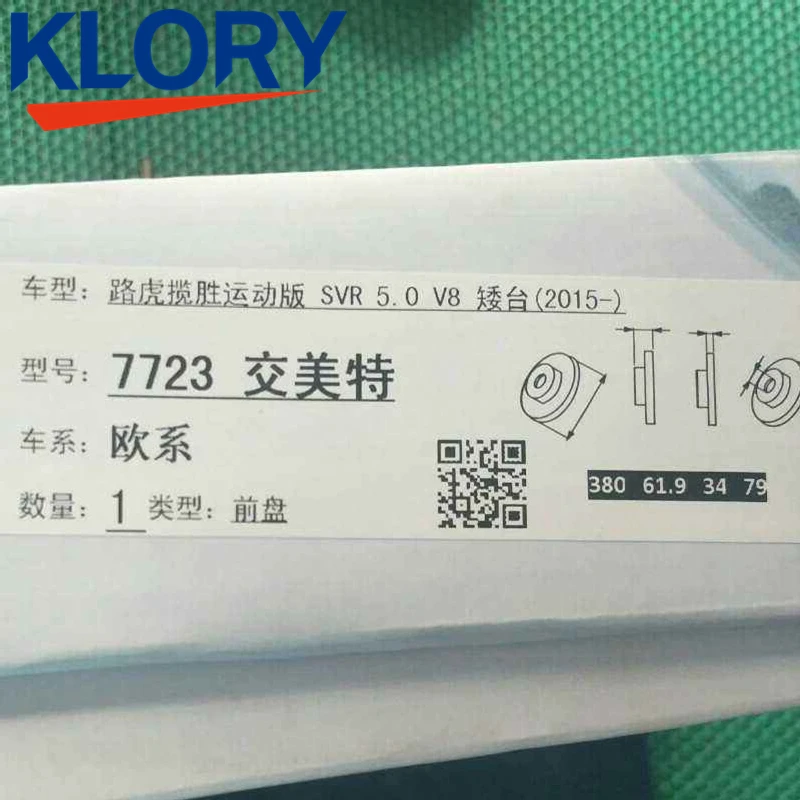 KLORY
车型: 路虎揽胜运动版 SVR 5.0 V8 矮台(2015-)
型号: 7723 交美特
车系: 欧系
380 61.9 34 79
数量: 1 类型: 前盘